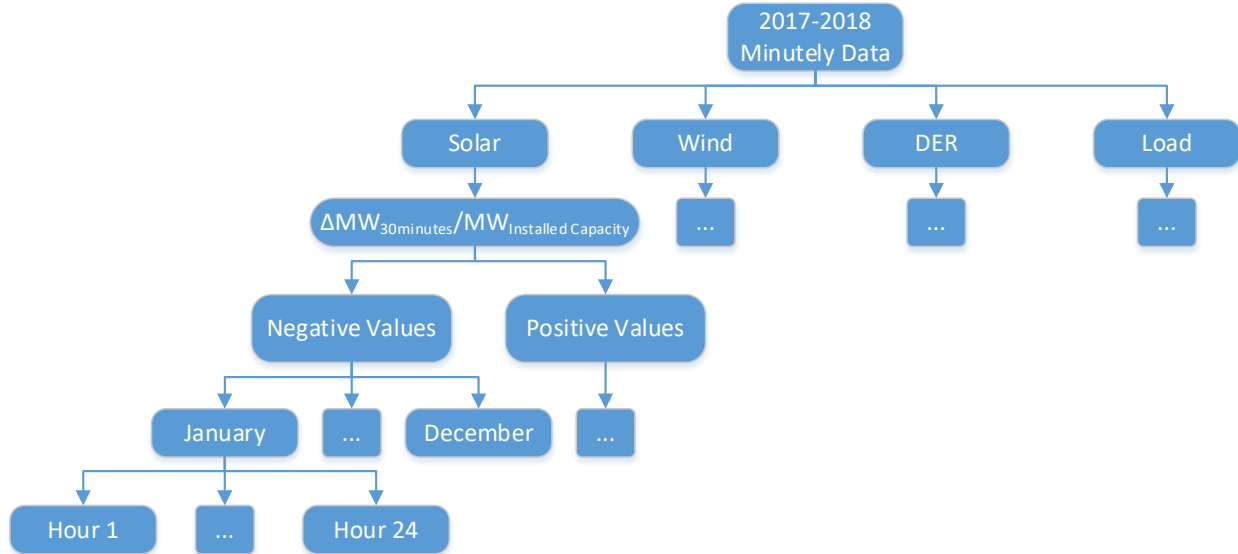 2017-2018
Minutely Data
Solar
Wind
DER
Load
ΔMW30minutes/MWInstalled Capacity
...
...
...
Negative Values
Positive Values
January
...
December
...
Hour 1
...
Hour 24